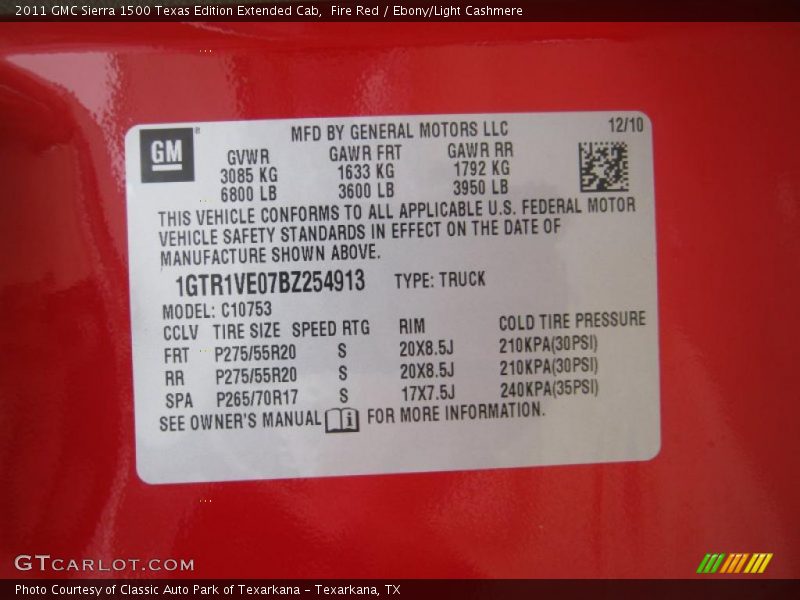 2011 GMC Sierra 1500 Texas Edition Extended Cab, Fire Red / Ebony/Light Cashmere
MFD BY GENERAL MOTORS LLC 12/10
GM®
GVWR GAWR FRT GAWR RR
3085 KG 1633 KG 1792 KG
6800 LB 3600 LB 3950 LB
THIS VEHICLE CONFORMS TO ALL APPLICABLE U.S. FEDERAL MOTOR
VEHICLE SAFETY STANDARDS IN EFFECT ON THE DATE OF
MANUFACTURE SHOWN ABOVE.
1GTR1VE07BZ254913 TYPE: TRUCK
MODEL: C10753
CCLV TIRE SIZE SPEED RTG RIM COLD TIRE PRESSURE
FRT P275/55R20 S 20X8.5J 210KPA(30PSI)
RR P275/55R20 S 20X8.5J 210KPA(30PSI)
SPA P265/70R17 S 17X7.5J 240KPA(35PSI)
SEE OWNER'S MANUAL i FOR MORE INFORMATION.
GTCARLOT.COM
Photo Courtesy of Classic Auto Park of Texarkana - Texarkana, TX